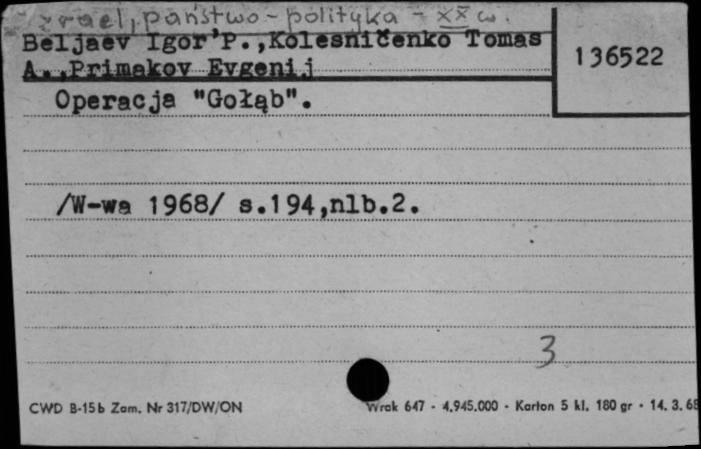 Izrael, państwo - polityka - XX w.
Beljaev Igor'P.,Kolesničenko Tomas
A.,Primakov Evgenij
136522
Operacja "Gołąb".
/W-wa 1968/ s.194,nlb.2.
3
CWD B-15b Zam. Nr 317/DW/ON
Wrak 647 - 4.945.000 - Karton 5 kl. 180 gr - 14. 3. 68